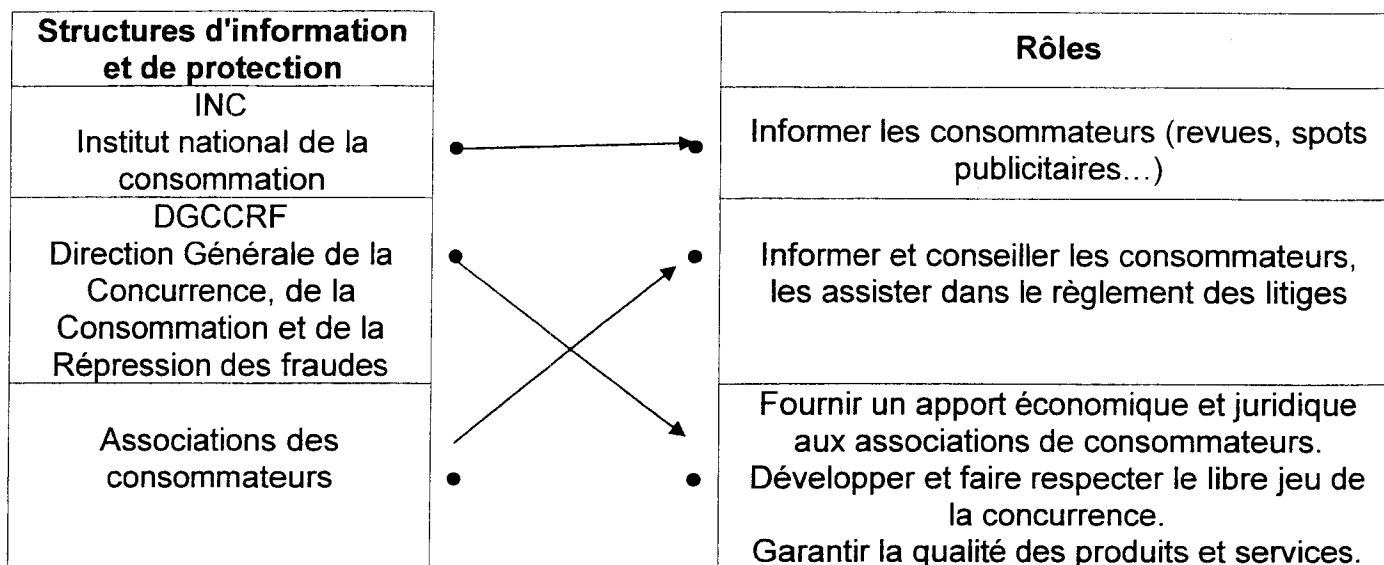 Structures d'information
et de protection
INC
Institut national de la
consommation
DGCCRF
Direction Générale de la
Concurrence, de la
Consommation et de la
Répression des fraudes
Associations des
consommateurs
Rôles
Informer les consommateurs (revues, spots
publicitaires...)
Informer et conseiller les consommateurs,
les assister dans le règlement des litiges
Fournir un apport économique et juridique
aux associations de consommateurs.
Développer et faire respecter le libre jeu de
la concurrence.
Garantir la qualité des produits et services.